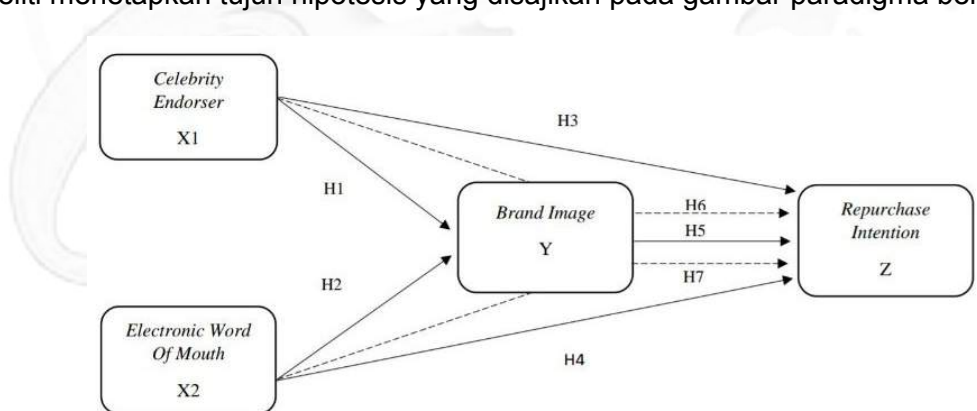 liti menetapkan tujuh hipotesis yang disajikan pada gambar paradigma ber
Celebrity
Endorser
X1
H3
H1
Brand Image
Y
H6
H5
H7
Repurchase
Intention
Z
H2
Electronic Word
Of Mouth
X2
H4